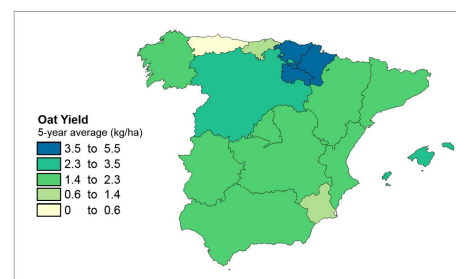 Oat Yield
5-year average (kg/ha)
3.5 to 5.5
2.3 to 3.5
1.4 to 2.3
0.6 to 1.4
0 to 0.6